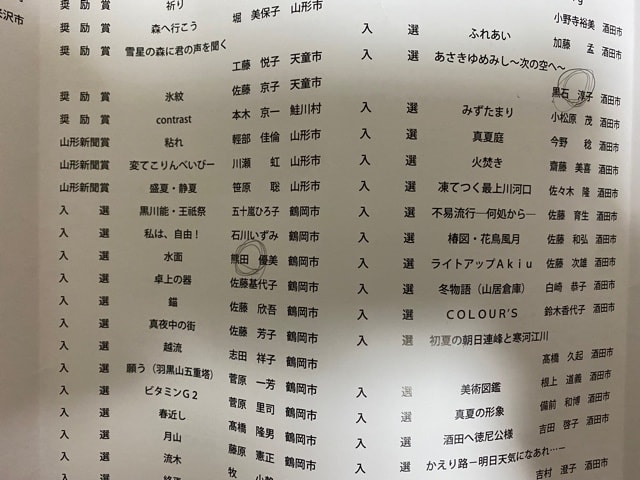 沢市
奨 励 賞 祈り
奨 励 賞 森へ行こう 堀 美保子 山形市
奨 励 賞 雪星の森に君の声を聞く
工藤 悦子 天童市
奨 励 賞 氷紋 佐藤 京子 天童市
奨 励 賞 contrast 本木 京一 鮭川村
山形新聞賞 粘れ 軽部 佳倫 山形市
山形新聞賞 変てこりんべいびー 川瀬 虹 山形市
山形新聞賞 盛夏・静夏 笹原 聡 山形市
入 選 黒川能・王祇祭 五十嵐ひろ子 鶴岡市
入 選 私は、自由！ 石川いずみ 鶴岡市
入 選 水面 熊田 優美 鶴岡市
入 選 卓上の器 佐藤基代子 鶴岡市
入 選 錨 佐藤 欣吾 鶴岡市
入 選 真夜中の街 佐藤 芳子 鶴岡市
入 選 越流 志田 祥子 鶴岡市
入 選 願う（羽黒山五重塔） 菅原 一芳 鶴岡市
入 選 ビタミンＧ２ 菅原 里司 鶴岡市
入 選 春近し 髙橋 隆男 鶴岡市
入 選 月山 藤原 憲正 鶴岡市
入 選 流木 牧
小野寺裕美 酒田市
入 選 ふれあい 加藤 孟 酒田市
入 選 あさきゆめみし～次の空へ～
黒石 淳子 酒田市
入 選 みずたまり 小松原 茂 酒田市
入 選 真夏庭 今野 稔 酒田市
入 選 火焚き 齋藤 美喜 酒田市
入 選 凍てつく最上川河口 佐々木 隆 酒田市
入 選 不易流行―何処から― 佐藤 育生 酒田市
入 選 椿図・花鳥風月 佐藤 和弘 酒田市
入 選 ライトアップＡｋｉｕ 佐藤 次雄 酒田市
入 選 冬物語（山居倉庫） 白崎 恭子 酒田市
入 選 ＣＯＬＯＵＲ'Ｓ 鈴木香代子 酒田市
入 選 初夏の朝日連峰と寒河江川
髙橋 久起 酒田市
入 選 美術図鑑 根上 道義 酒田市
入 選 真夏の形象 備前 和博 酒田市
入 選 酒田へ徳尼公様 吉田 啓子 酒田市
入 選 かえり路－明日天気になあれ…－
吉村 澄子 酒田市